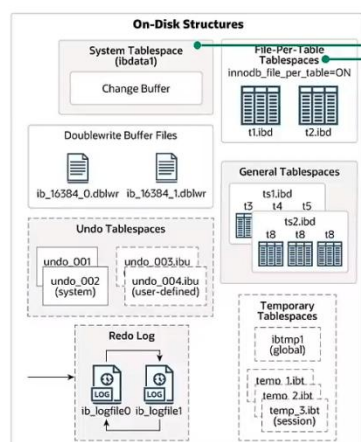 On-Disk Structures
System Tablespace
(ibdata1)
Change Buffer
File-Per-Table
Tablespaces
innodb_file_per_table=ON
t1.ibd t2.ibd
Doublewrite Buffer Files
ib_16384_0.dblwr ib_16384_1.dblwr
General Tablespaces
ts1.ibd
t3 t4 t5
ts2.ibd
t8 t8 t8
Undo Tablespaces
undo_001 undo_003.ibu
undo_002 undo_004.ibu
(system) (user-defined)
Temporary
Tablespaces
ibtmp1
(global)
temp_1.ibt
temp_2.ibt
temp_3.ibt
(session)
Redo Log
LOG LOG
ib_logfile0 ib_logfile1